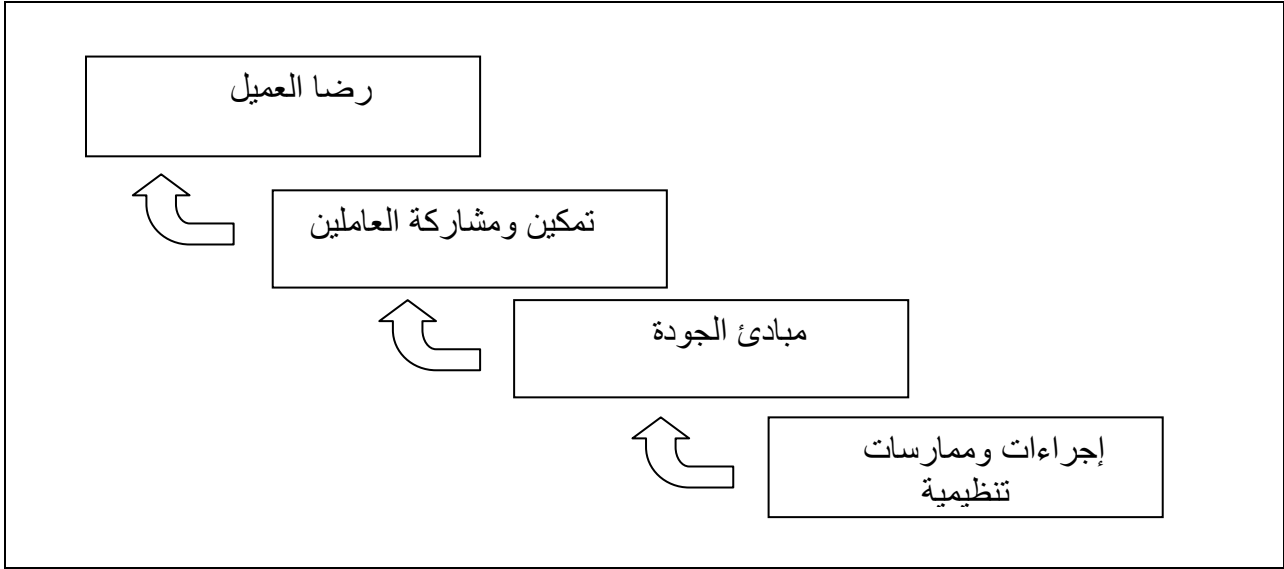 رضا العميل
تمكين ومشاركة العاملين
مبادئ الجودة
إجراءات وممارسات
تنظيمية